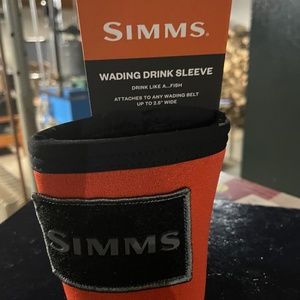 SIMMS
WADING DRINK SLEEVE
DRINK LIKE A...FISH
ATTACHES TO ANY WADING BELT
UP TO 2.5" WIDE
SIMMS